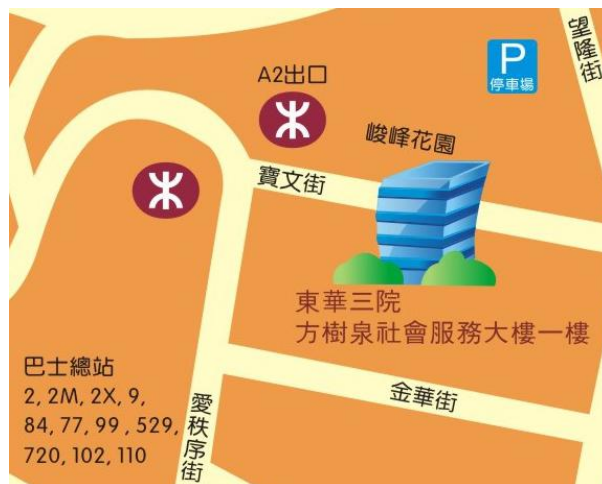 望隆街
P
停車場
A2出口
峻峰花園
寶文街
東華三院
方樹泉社會服務大樓一樓
巴士總站
2, 2M, 2X, 9,
84, 77, 99 , 529,
720, 102, 110
愛秩序街
金華街